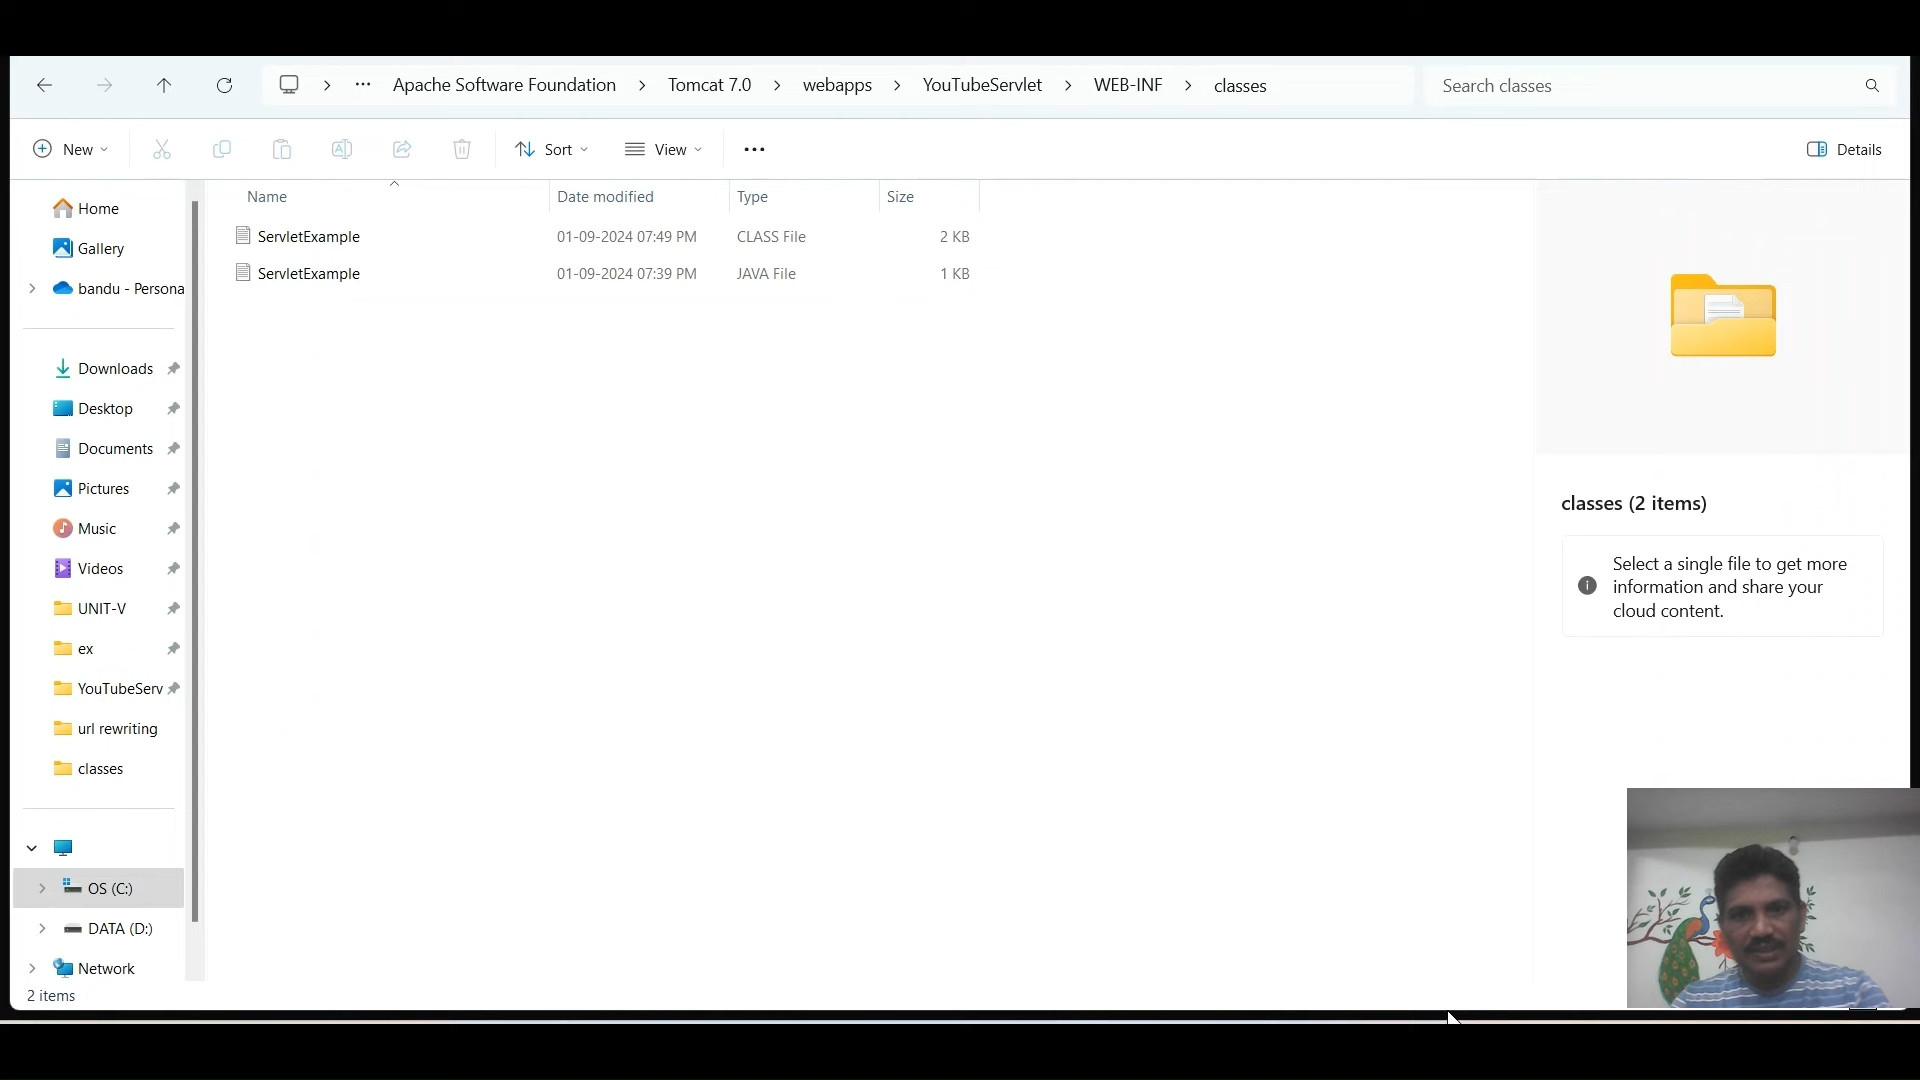 Apache Software Foundation > Tomcat 7.0 > webapps > YouTubeServlet > WEB-INF > classes
Search classes
New
Sort
View
Details
Name
Date modified
Type
Size
ServletExample 01-09-2024 07:49 PM CLASS File 2 KB
ServletExample 01-09-2024 07:39 PM JAVA File 1 KB
Home
Gallery
bandu - Persona
Downloads
Desktop
Documents
Pictures
Music
Videos
UNIT-V
ex
YouTubeServ
url rewriting
classes
OS (C:)
DATA (D:)
Network
2 items
classes (2 items)
Select a single file to get more
information and share your
cloud content.